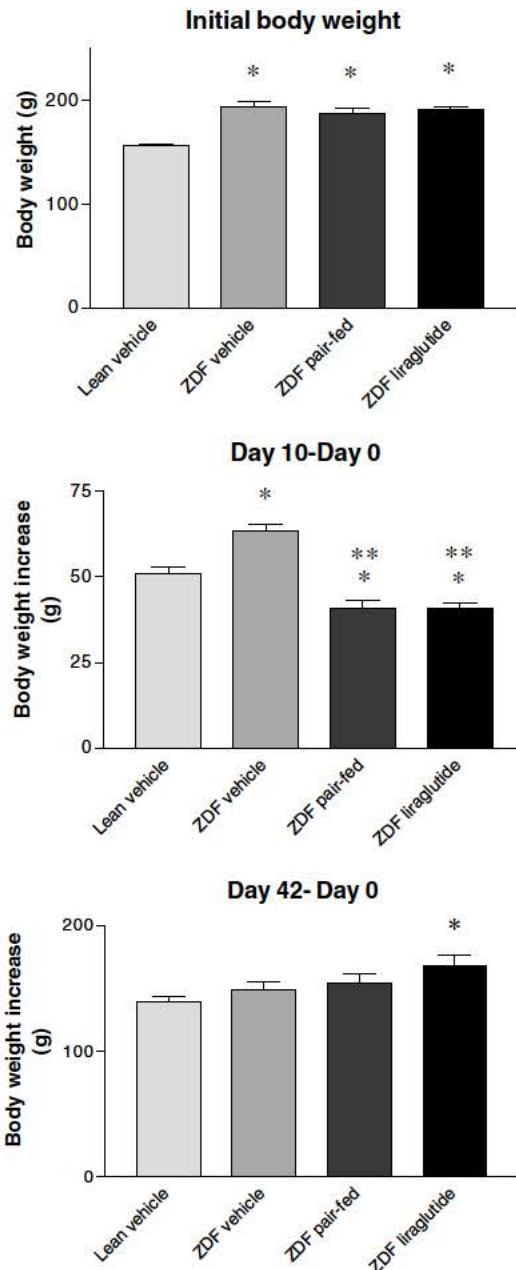 Initial body weight
Body weight (g)
200
100
0
*
*
*
Lean vehicle
ZDF vehicle
ZDF pair-fed
ZDF liraglutide
Day 10-Day 0
Body weight increase
(g)
75
50
25
0
*
**
*
**
*
Lean vehicle
ZDF vehicle
ZDF pair-fed
ZDF liraglutide
Day 42- Day 0
Body weight increase
(g)
200
100
0
*
Lean vehicle
ZDF vehicle
ZDF pair-fed
ZDF liraglutide